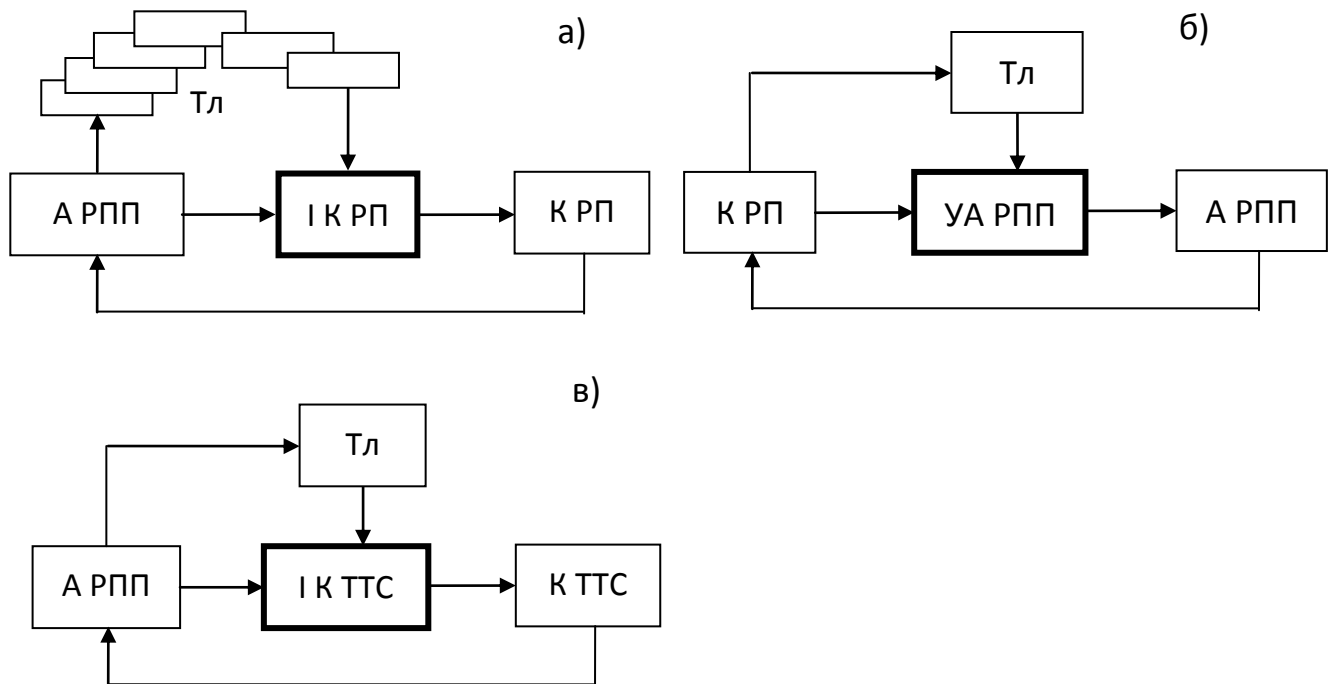 а)
Тл
А РПП
І К РП
К РП
б)
Тл
К РП
УА РПП
А РПП
в)
Тл
А РПП
І К ТТС
К ТТС